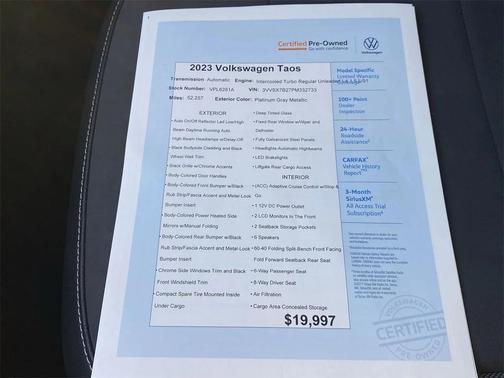 Certified Pre-Owned
Go with confidence.
Volkswagen
2023 Volkswagen Taos
Transmission: Automatic Engine: Intercooled Turbo Regular Unleaded
Stock Number: VPL6281A VIN: 3VVSX7B27PM332733
Miles: 52,257 Exterior Color: Platinum Gray Metallic
EXTERIOR
• Auto On/Off Reflector Led Low/High
Beam Daytime Running Auto
High-Beam Headlamps w/Delay-Off
• Black Bodyside Cladding and Black
Wheel Well Trim
• Black Grille w/Chrome Accents
• Body-Colored Door Handles
• Body-Colored Front Bumper w/Black
Rub Strip/Fascia Accent and Metal-Look
Bumper Insert
• Body-Colored Power Heated Side
Mirrors w/Manual Folding
• Body-Colored Rear Bumper w/Black
Rub Strip/Fascia Accent and Metal-Look
Bumper Insert
• Chrome Side Windows Trim and Black
Front Windshield Trim
• Compact Spare Tire Mounted Inside
Under Cargo
• Deep Tinted Glass
• Fixed Rear Window w/Wiper and
Defroster
• Fully Galvanized Steel Panels
• Headlights-Automatic Highbeams
• LED Brakelights
• Liftgate Rear Cargo Access
INTERIOR
• (ACC) Adaptive Cruise Control w/Stop &
Go
• 1 12V DC Power Outlet
• 2 LCD Monitors In The Front
• 2 Seatback Storage Pockets
• 6 Speakers
• 60-40 Folding Split-Bench Front Facing
Fold Forward Seatback Rear Seat
• 6-Way Passenger Seat
• 8-Way Driver Seat
• Air Filtration
• Cargo Area Concealed Storage
$19,997
Model Specific
Limited Warranty
Coverage
100+ Point
Dealer
Inspection
24-Hour
Roadside
Assistance
CARFAX
Vehicle History
Report
3-Month
SiriusXM
All Access Trial
Subscription
VOLKSWAGEN
CERTIFIED
PRE-OWNED